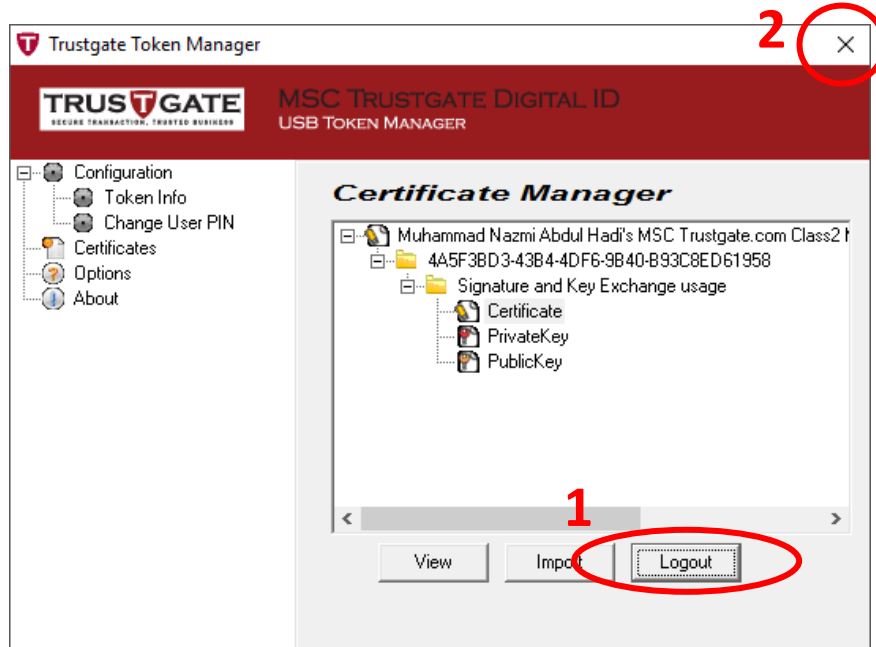 2
Trustgate Token Manager
TRUSTGATE
SECURE TRANSACTION, TRUSTED BUSINESS
MSC TRUSTGATE DIGITAL ID
USB TOKEN MANAGER
Configuration
Token Info
Change User PIN
Certificates
Options
About
Certificate Manager
Muhammad Nazmi Abdul Hadi's MSC Trustgate.com Class2
4A5F3BD3-43B4-4DF6-9B40-B93C8ED61958
Signature and Key Exchange usage
Certificate
PrivateKey
PublicKey
1
View
Import
Logout